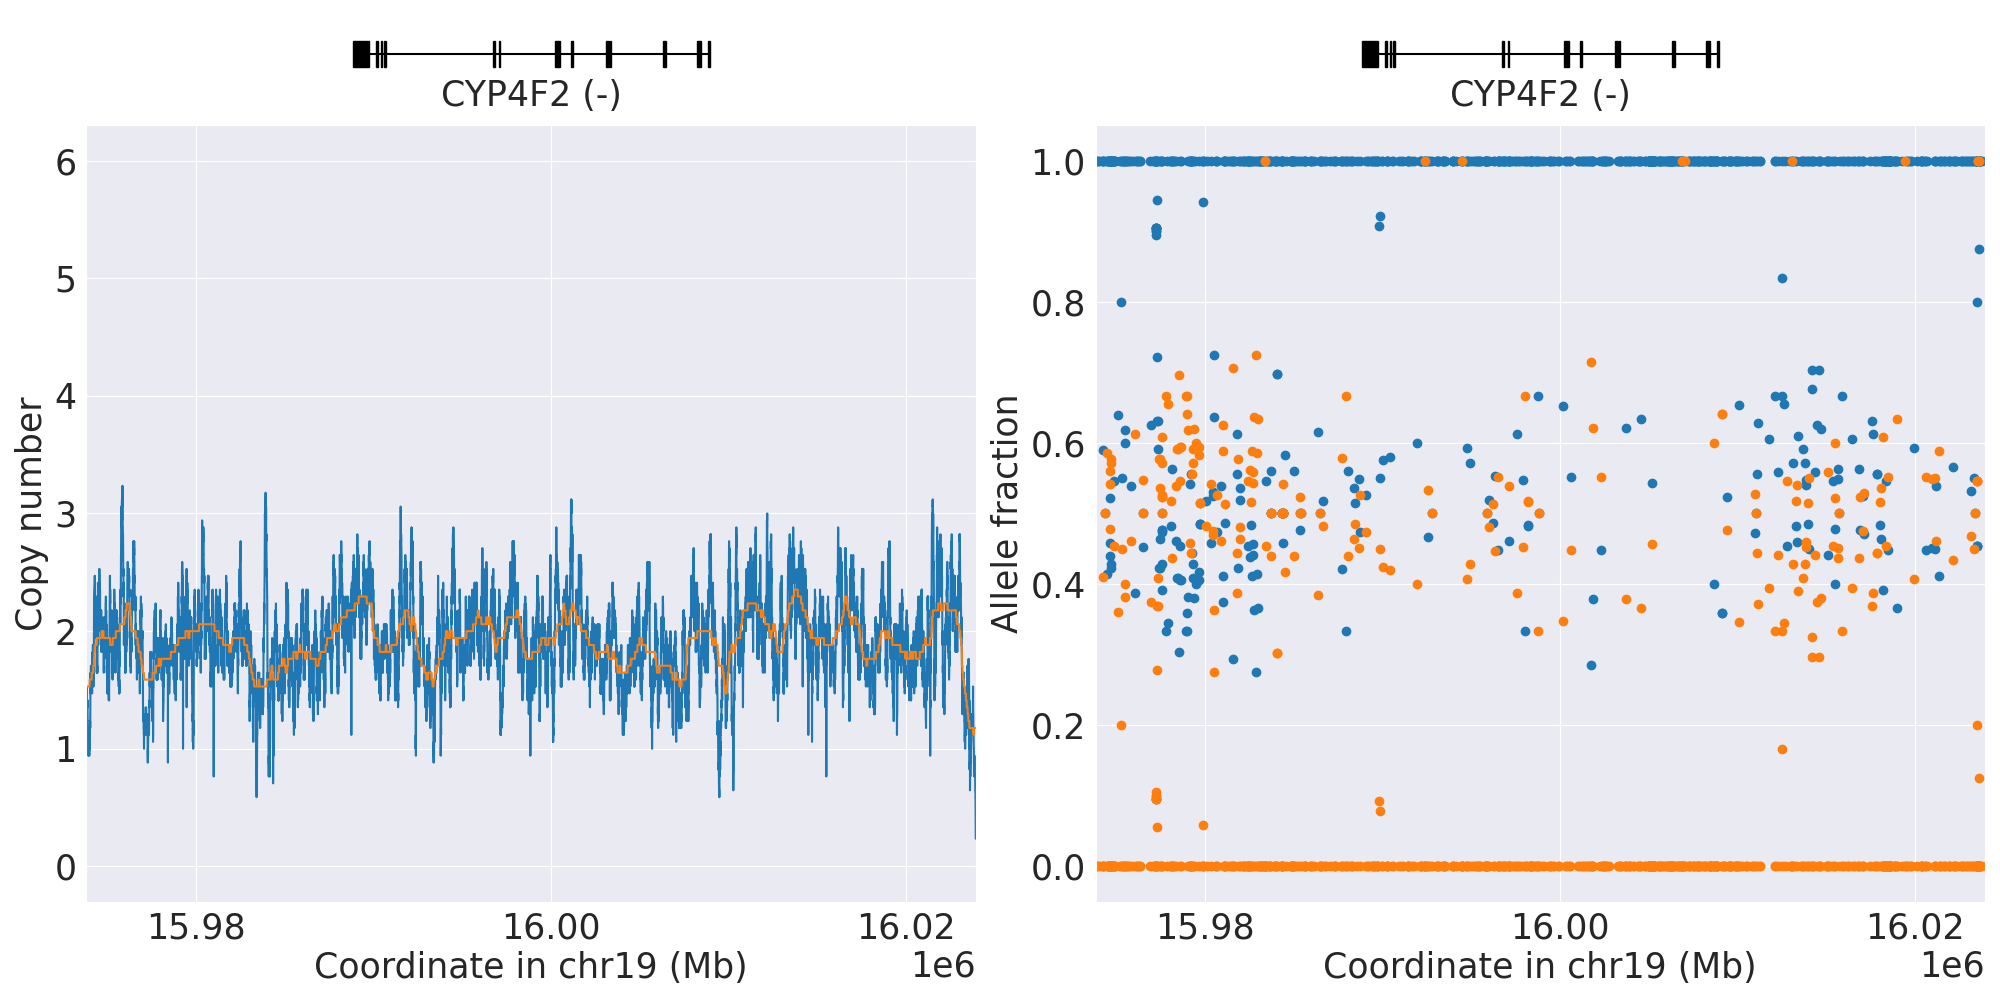 CYP4F2 (-)
6
5
4
3
2
1
0
Copy number
15.98
16.00
16.02
1e6
Coordinate in chr19 (Mb)
CYP4F2 (-)
1.0
0.8
0.6
0.4
0.2
0.0
Allele fraction
15.98
16.00
16.02
1e6
Coordinate in chr19 (Mb)